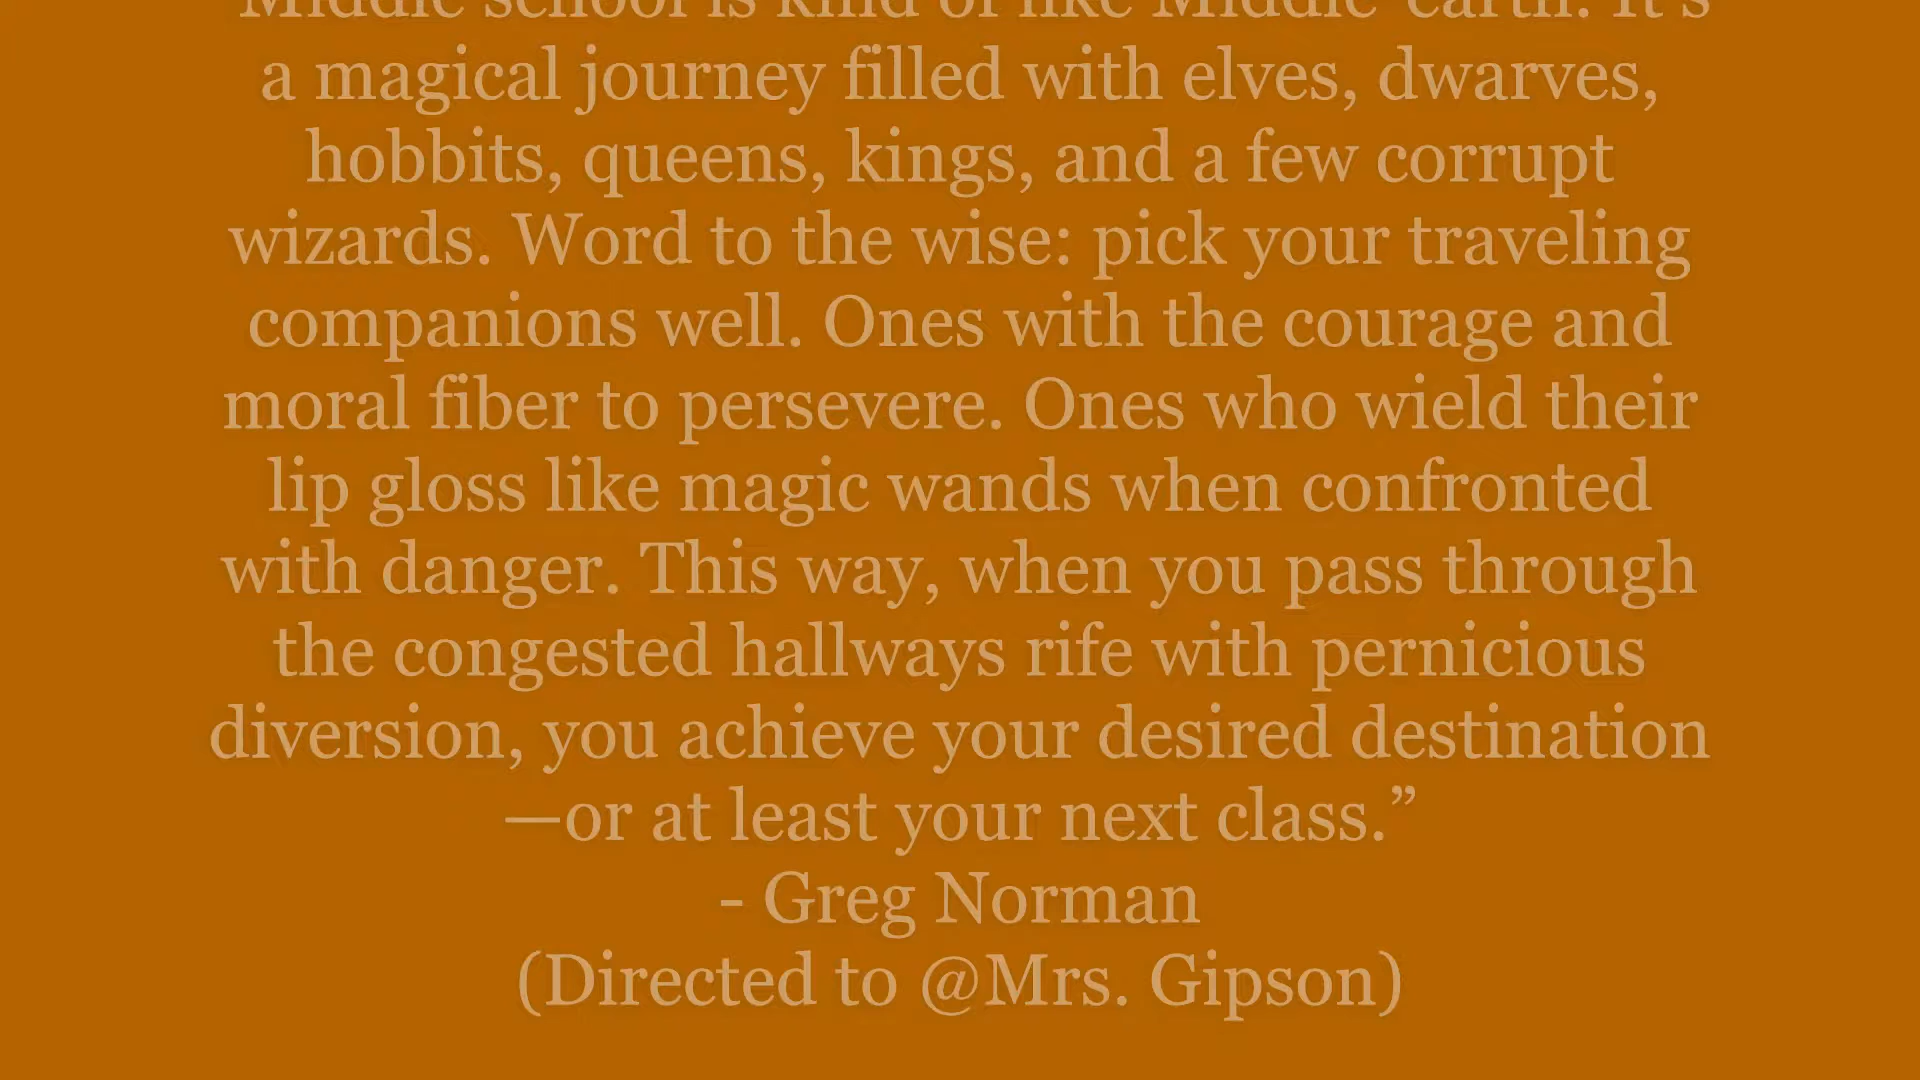 Middle school is kind of like Middle-earth. It's
a magical journey filled with elves, dwarves,
hobbits, queens, kings, and a few corrupt
wizards. Word to the wise: pick your traveling
companions well. Ones with the courage and
moral fiber to persevere. Ones who wield their
lip gloss like magic wands when confronted
with danger. This way, when you pass through
the congested hallways rife with pernicious
diversion, you achieve your desired destination
—or at least your next class.”
- Greg Norman
(Directed to @Mrs. Gipson)